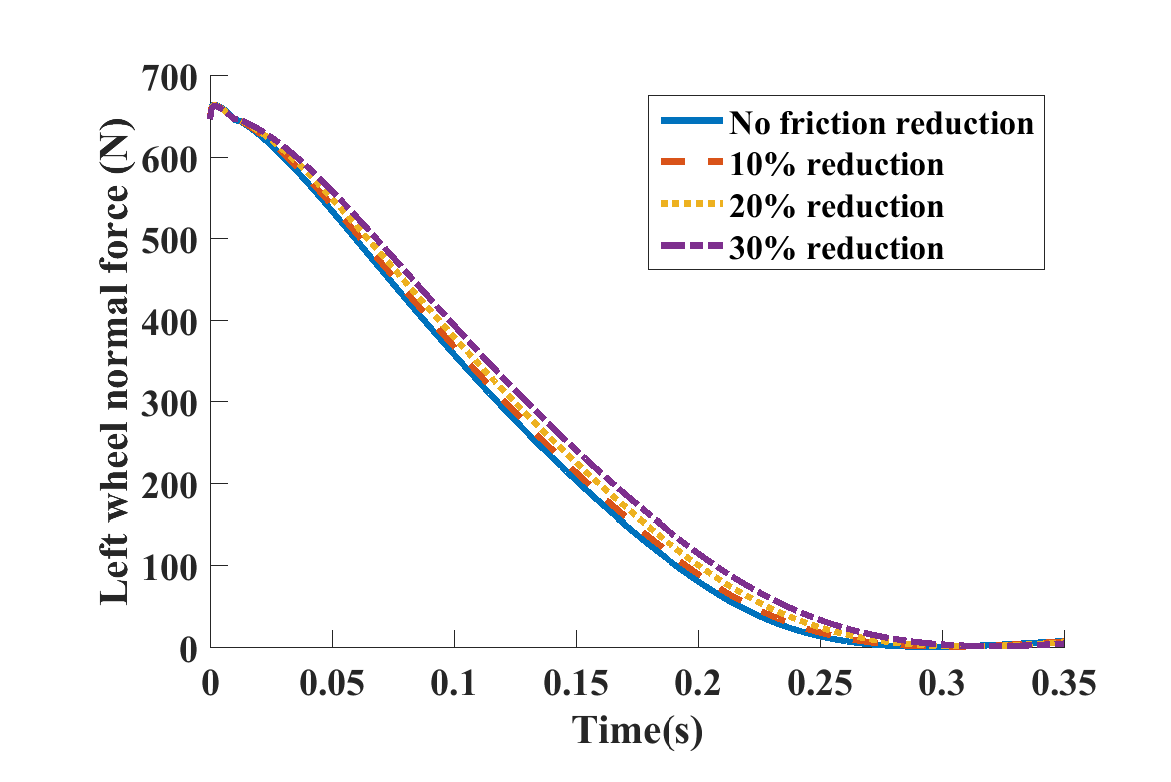 700
600
500
400
300
200
100
0
Left wheel normal force (N)
No friction reduction
10% reduction
20% reduction
30% reduction
0 0.05 0.1 0.15 0.2 0.25 0.3 0.35
Time(s)